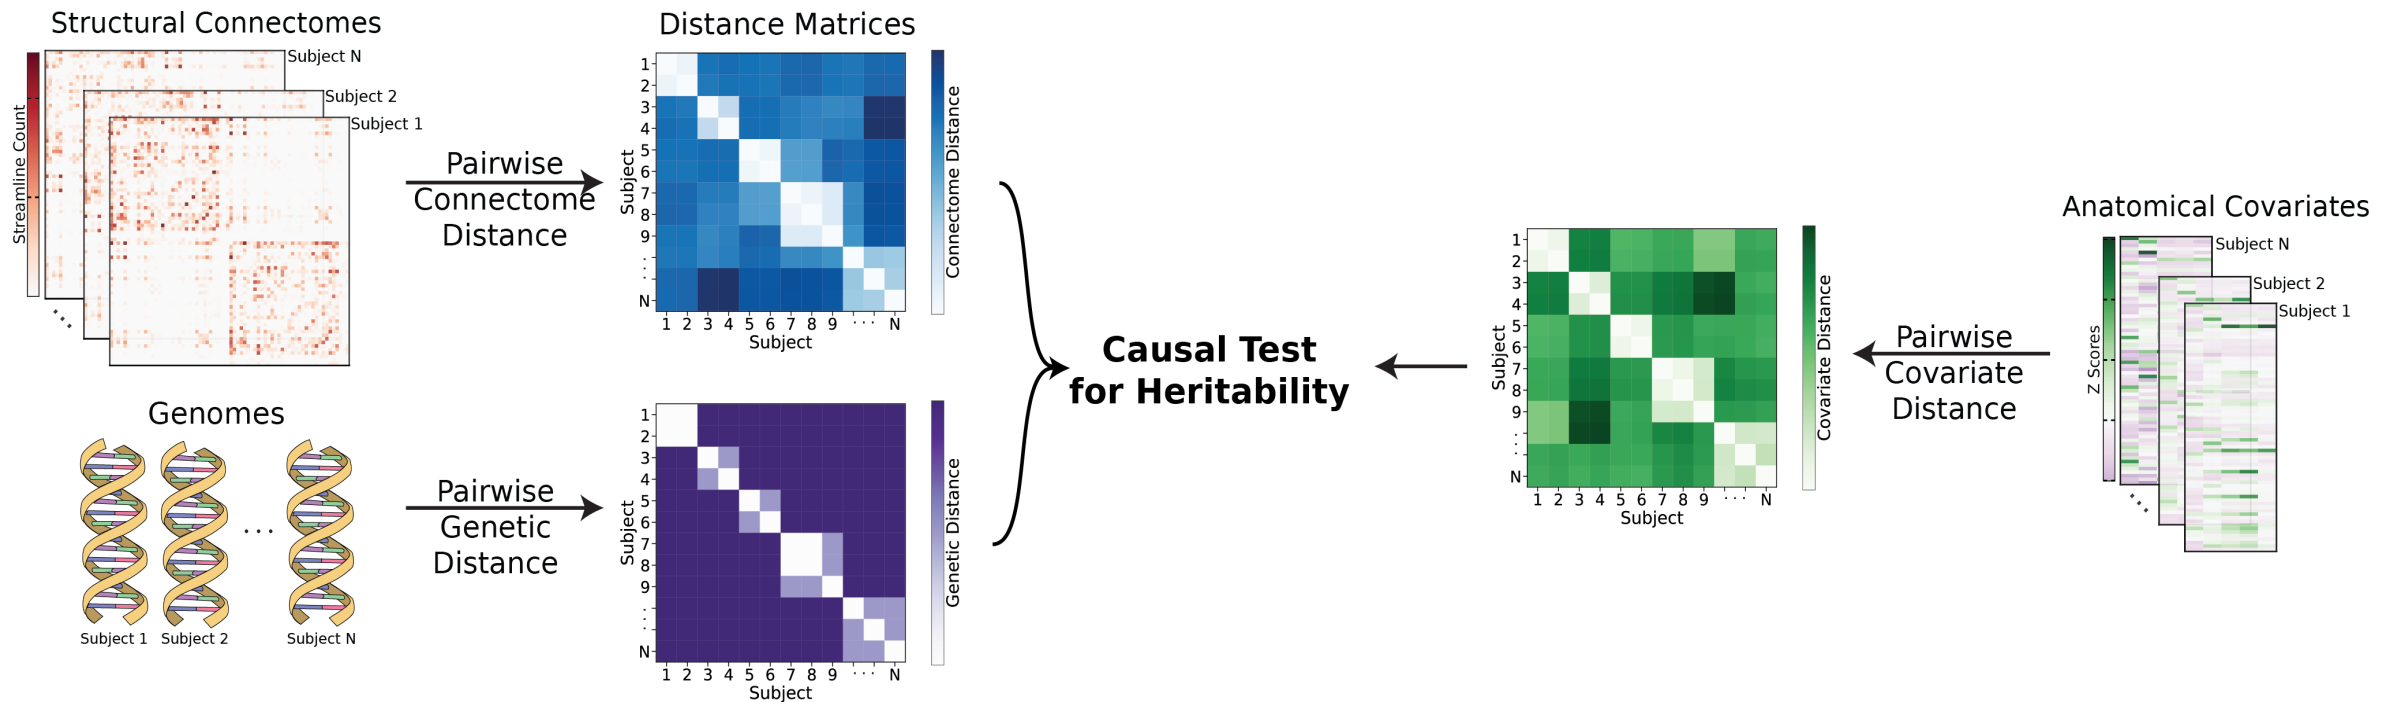 Structural Connectomes
Streamline Count
Subject N
Subject 2
Subject 1
Pairwise
Connectome
Distance
Distance Matrices
Subject
1
2
3
4
5
6
7
8
9
:
.
N
1 2 3 4 5 6 7 8 9 · · · N
Subject
Connectome Distance
Genomes
Subject 1
Subject 2
...
Subject N
Pairwise
Genetic
Distance
Subject
1
2
3
4
5
6
7
8
9
:
.
N
1 2 3 4 5 6 7 8 9 · · · N
Subject
Genetic Distance
Causal Test
for Heritability
Subject
1
2
3
4
5
6
7
8
9
:
.
N
1 2 3 4 5 6 7 8 9 · · · N
Subject
Covariate Distance
Pairwise
Covariate
Distance
Anatomical Covariates
Z Scores
Subject N
Subject 2
Subject 1